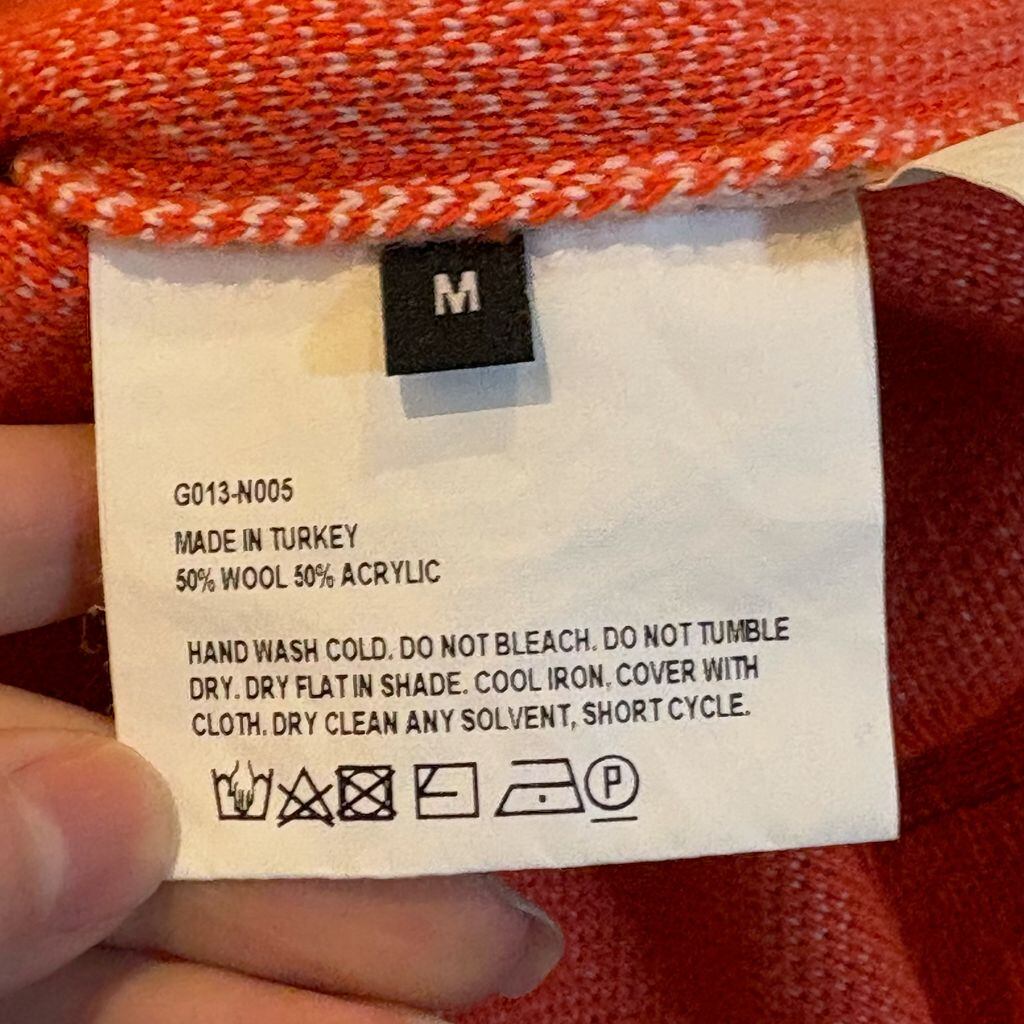 M
G013-N005
MADE IN TURKEY
50% WOOL 50% ACRYLIC
HAND WASH COLD. DO NOT BLEACH. DO NOT TUMBLE
DRY. DRY FLAT IN SHADE. COOL IRON. COVER WITH
CLOTH. DRY CLEAN ANY SOLVENT, SHORT CYCLE.
P